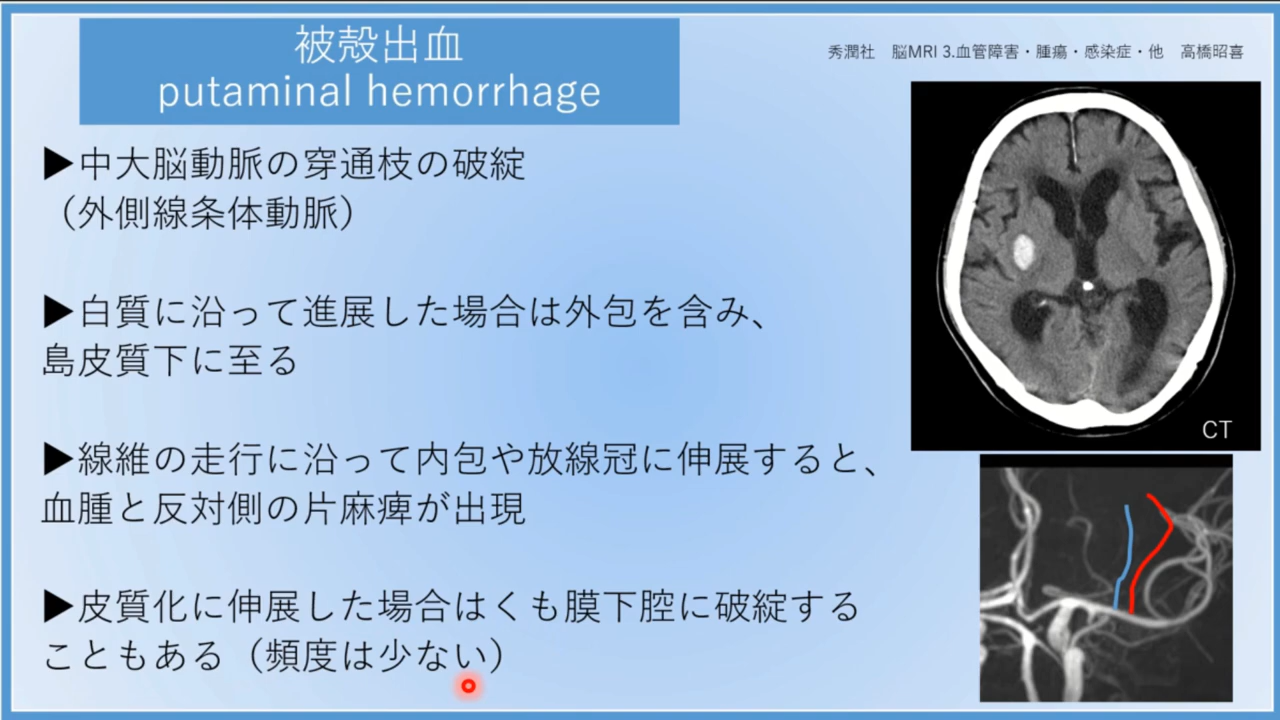 被殻出血
putaminal hemorrhage
秀潤社 脳MRI 3.血管障害・腫瘍・感染症・他 高橋昭喜
▶中大脳動脈の穿通枝の破綻
（外側線条体動脈）
▶白質に沿って進展した場合は外包を含み、
島皮質下に至る
▶線維の走行に沿って内包や放線冠に伸展すると、
血腫と反対側の片麻痺が出現
▶皮質化に伸展した場合はくも膜下腔に破綻する
こともある（頻度は少ない）
CT